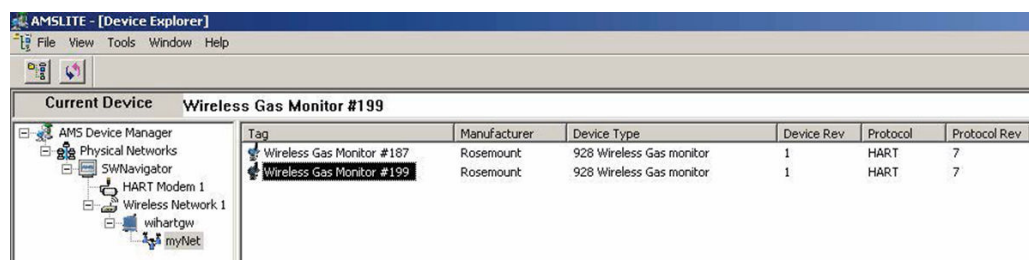 AMSLITE - [Device Explorer]
File View Tools Window Help
Current Device Wireless Gas Monitor #199
AMS Device Manager
Physical Networks
SWNavigator
HART Modem 1
Wireless Network 1
wihartgw
myNet
Tag Manufacturer Device Type Device Rev Protocol Protocol Rev
Wireless Gas Monitor #187 Rosemount 928 Wireless Gas monitor 1 HART 7
Wireless Gas Monitor #199 Rosemount 928 Wireless Gas monitor 1 HART 7